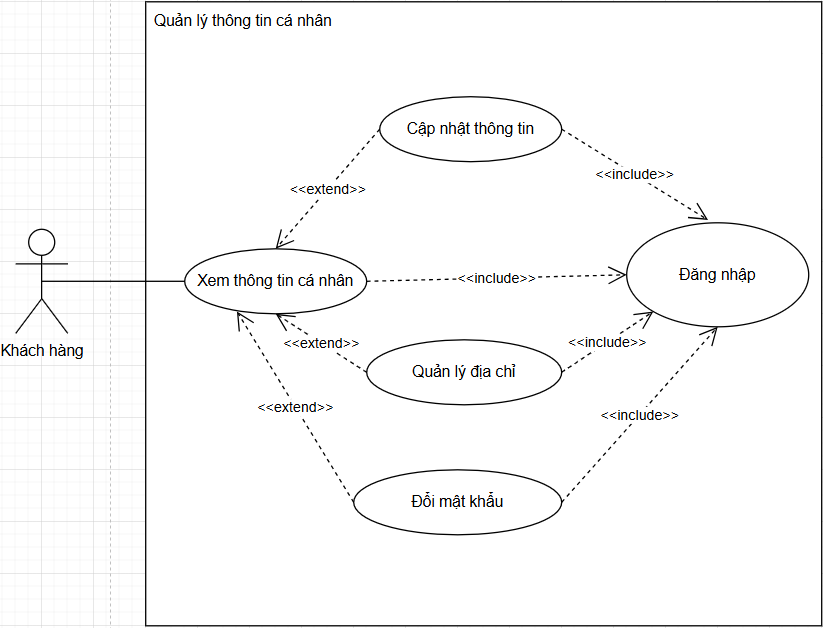 Quản lý thông tin cá nhân
Cập nhật thông tin
<<include>>
<<extend>>
Xem thông tin cá nhân
<<include>>
Đăng nhập
Khách hàng
<<extend>>
<<include>>
Quản lý địa chỉ
<<extend>>
<<include>>
Đổi mật khẩu